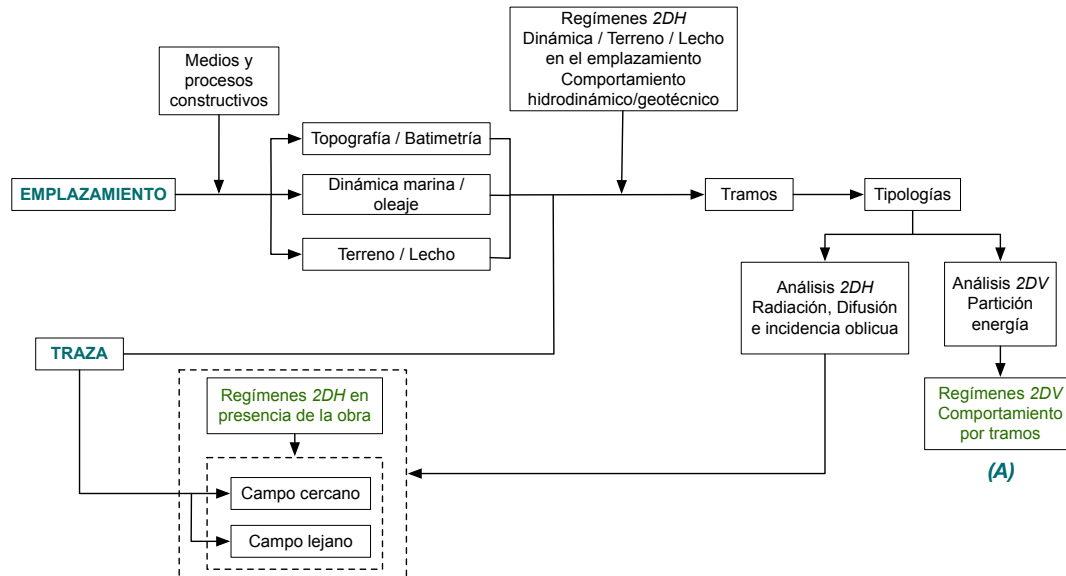 Medios y
procesos
constructivos
Regímenes 2DH
Dinámica / Terreno / Lecho
en el emplazamiento
Comportamiento
hidrodinámico/geotécnico
Topografía / Batimetría
EMPLAZAMIENTO
Dinámica marina /
oleaje
Terreno / Lecho
Tramos
Tipologías
Análisis 2DH
Radiación, Difusión
e incidencia oblicua
Análisis 2DV
Partición
energía
TRAZA
Regímenes 2DH en
presencia de la obra
Regímenes 2DV
Comportamiento
por tramos
(A)
Campo cercano
Campo lejano